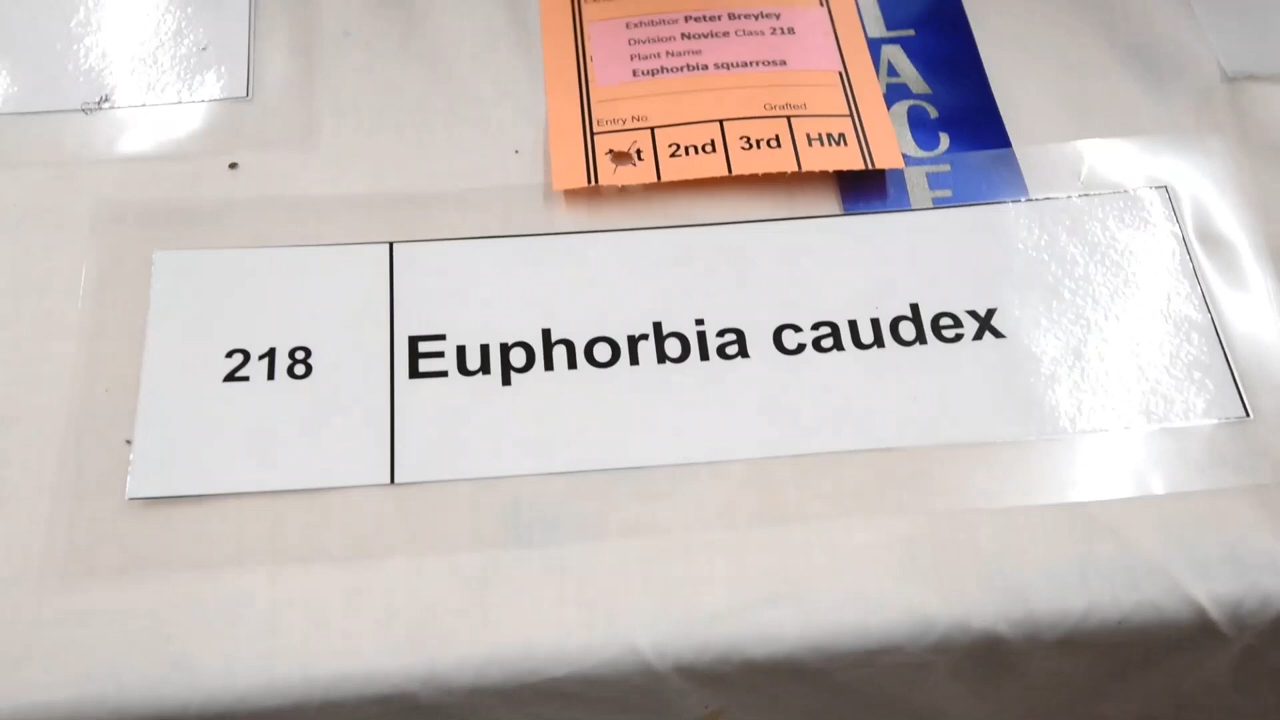 Exhibitor Peter Breyley
Division Novice Class 218
Plant Name
Euphorbia squarrosa
Grafted
Entry No.
2nd 3rd HM
LACE
218
Euphorbia caudex